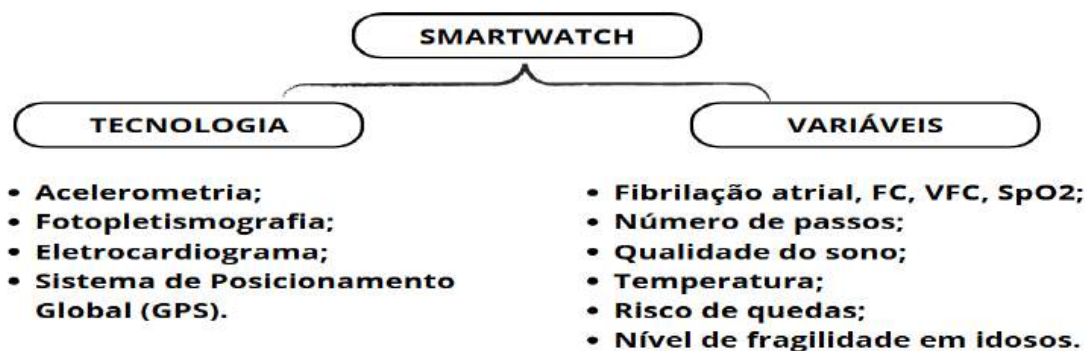 SMARTWATCH
TECNOLOGIA
• Acelerometria;
• Fotopletismografia;
• Eletrocardiograma;
• Sistema de Posicionamento
Global (GPS).
VARIÁVEIS
• Fibrilação atrial, FC, VFC, SpO2;
• Número de passos;
• Qualidade do sono;
• Temperatura;
• Risco de quedas;
• Nível de fragilidade em idosos.